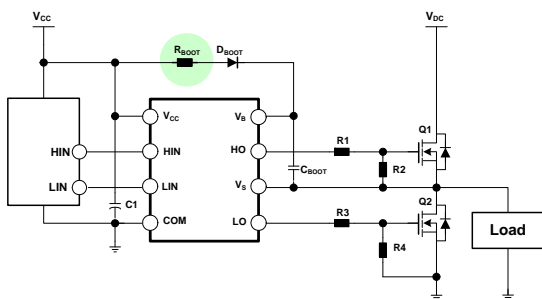 VCC
VDC
RBOOT
DBOOT
VCC
VB
Q1
HIN
HIN
HO
R1
R2
CBOOT
LIN
LIN
VS
C1
Q2
COM
LO
R3
R4
Load